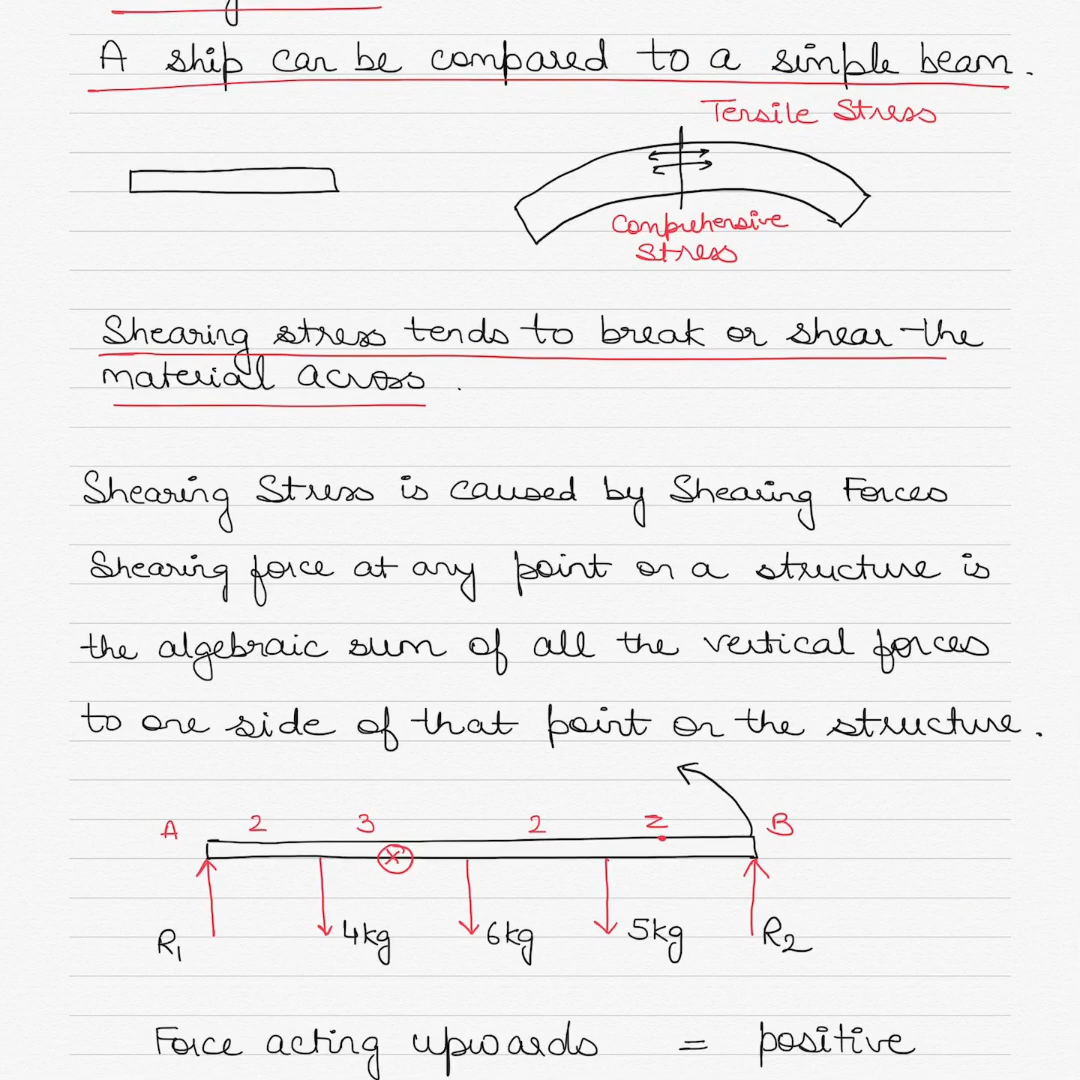 A ship can be compared to a simple beam.
Tensile Stress
Comprehensive
Stress
Shearing stress tends to break or shear the
material across.
Shearing Stress is caused by Shearing Forces
Shearing force at any point on a structure is
the algebraic sum of all the vertical forces
to one side of that point on the structure.
A 2 3 2 Z B
X
R1 4kg 6kg 5kg R2
Force acting upwards = positive